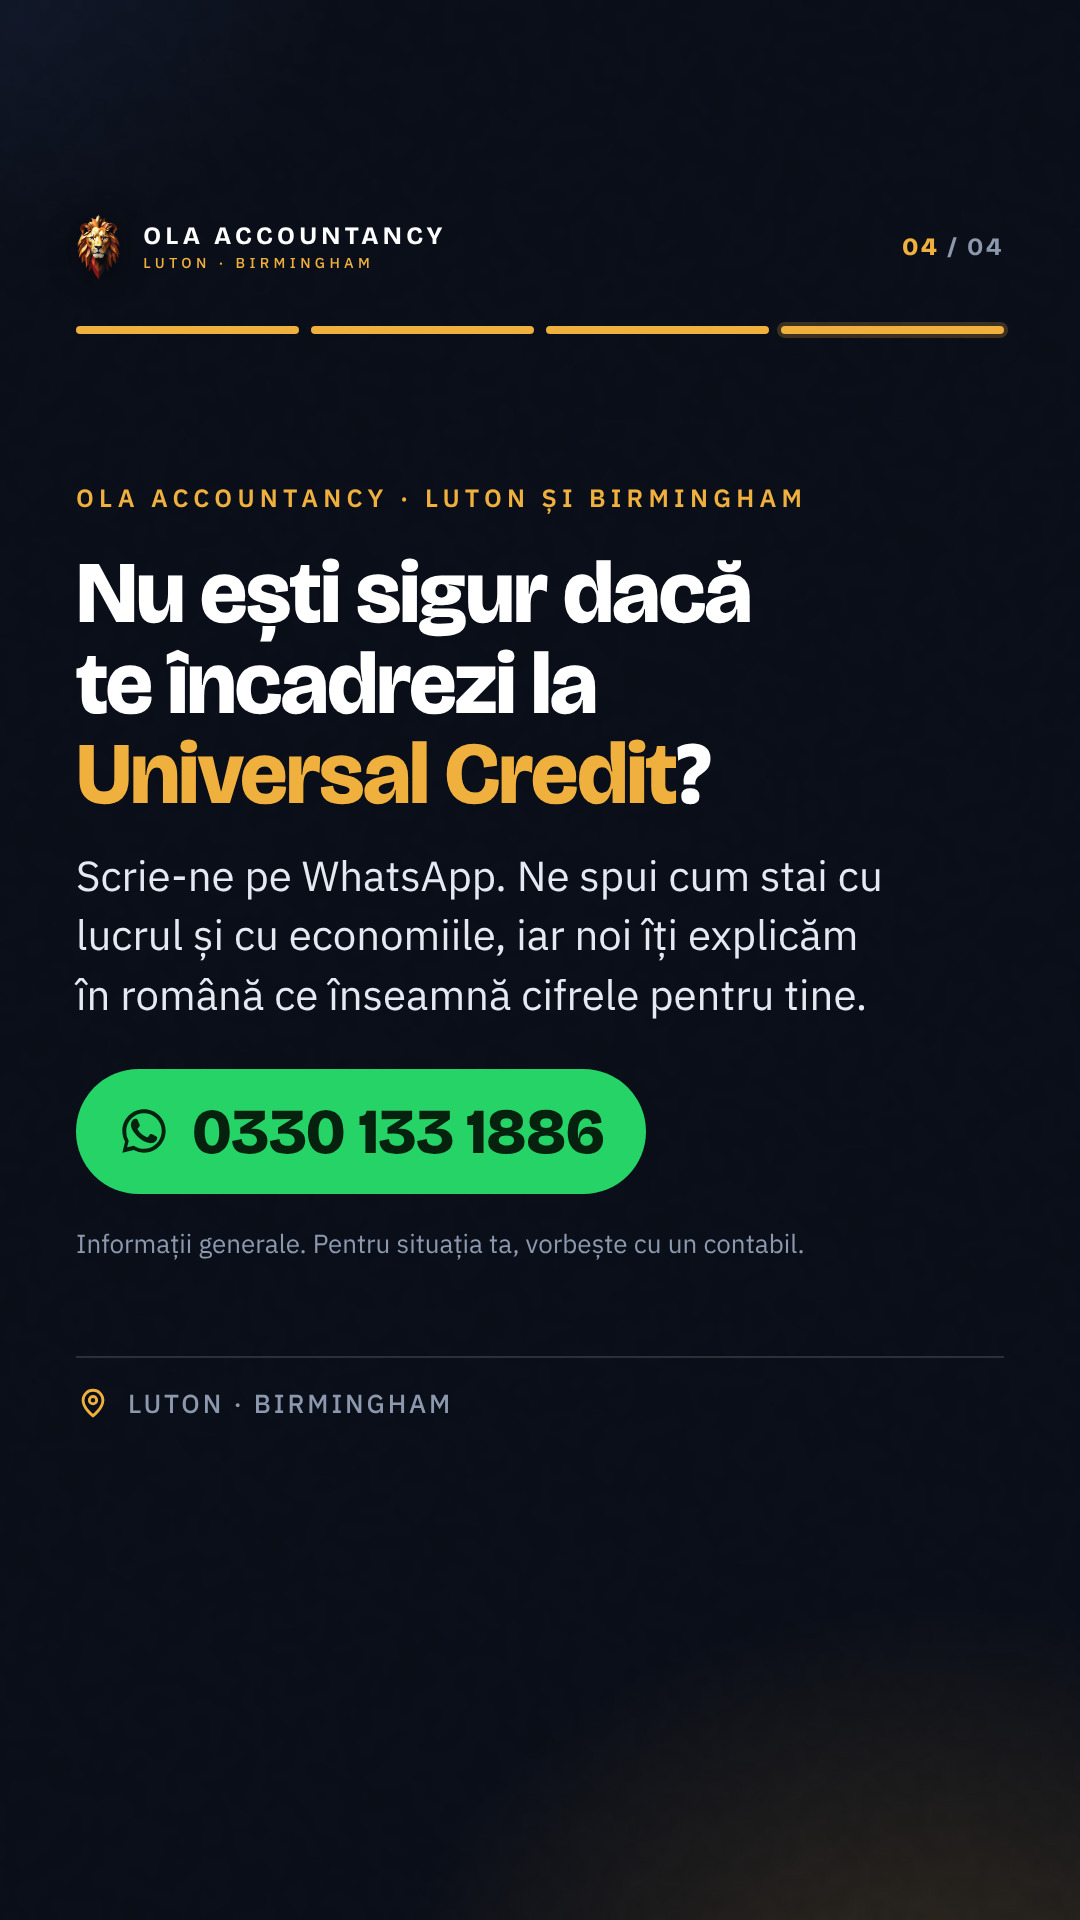 OLA ACCOUNTANCY
LUTON · BIRMINGHAM
04 / 04
OLA ACCOUNTANCY · LUTON ȘI BIRMINGHAM
Nu ești sigur dacă
te încadrezi la
Universal Credit?
Scrie-ne pe WhatsApp. Ne spui cum stai cu
lucrul și cu economiile, iar noi îți explicăm
în română ce înseamnă cifrele pentru tine.
0330 133 1886
Informații generale. Pentru situația ta, vorbește cu un contabil.
LUTON · BIRMINGHAM